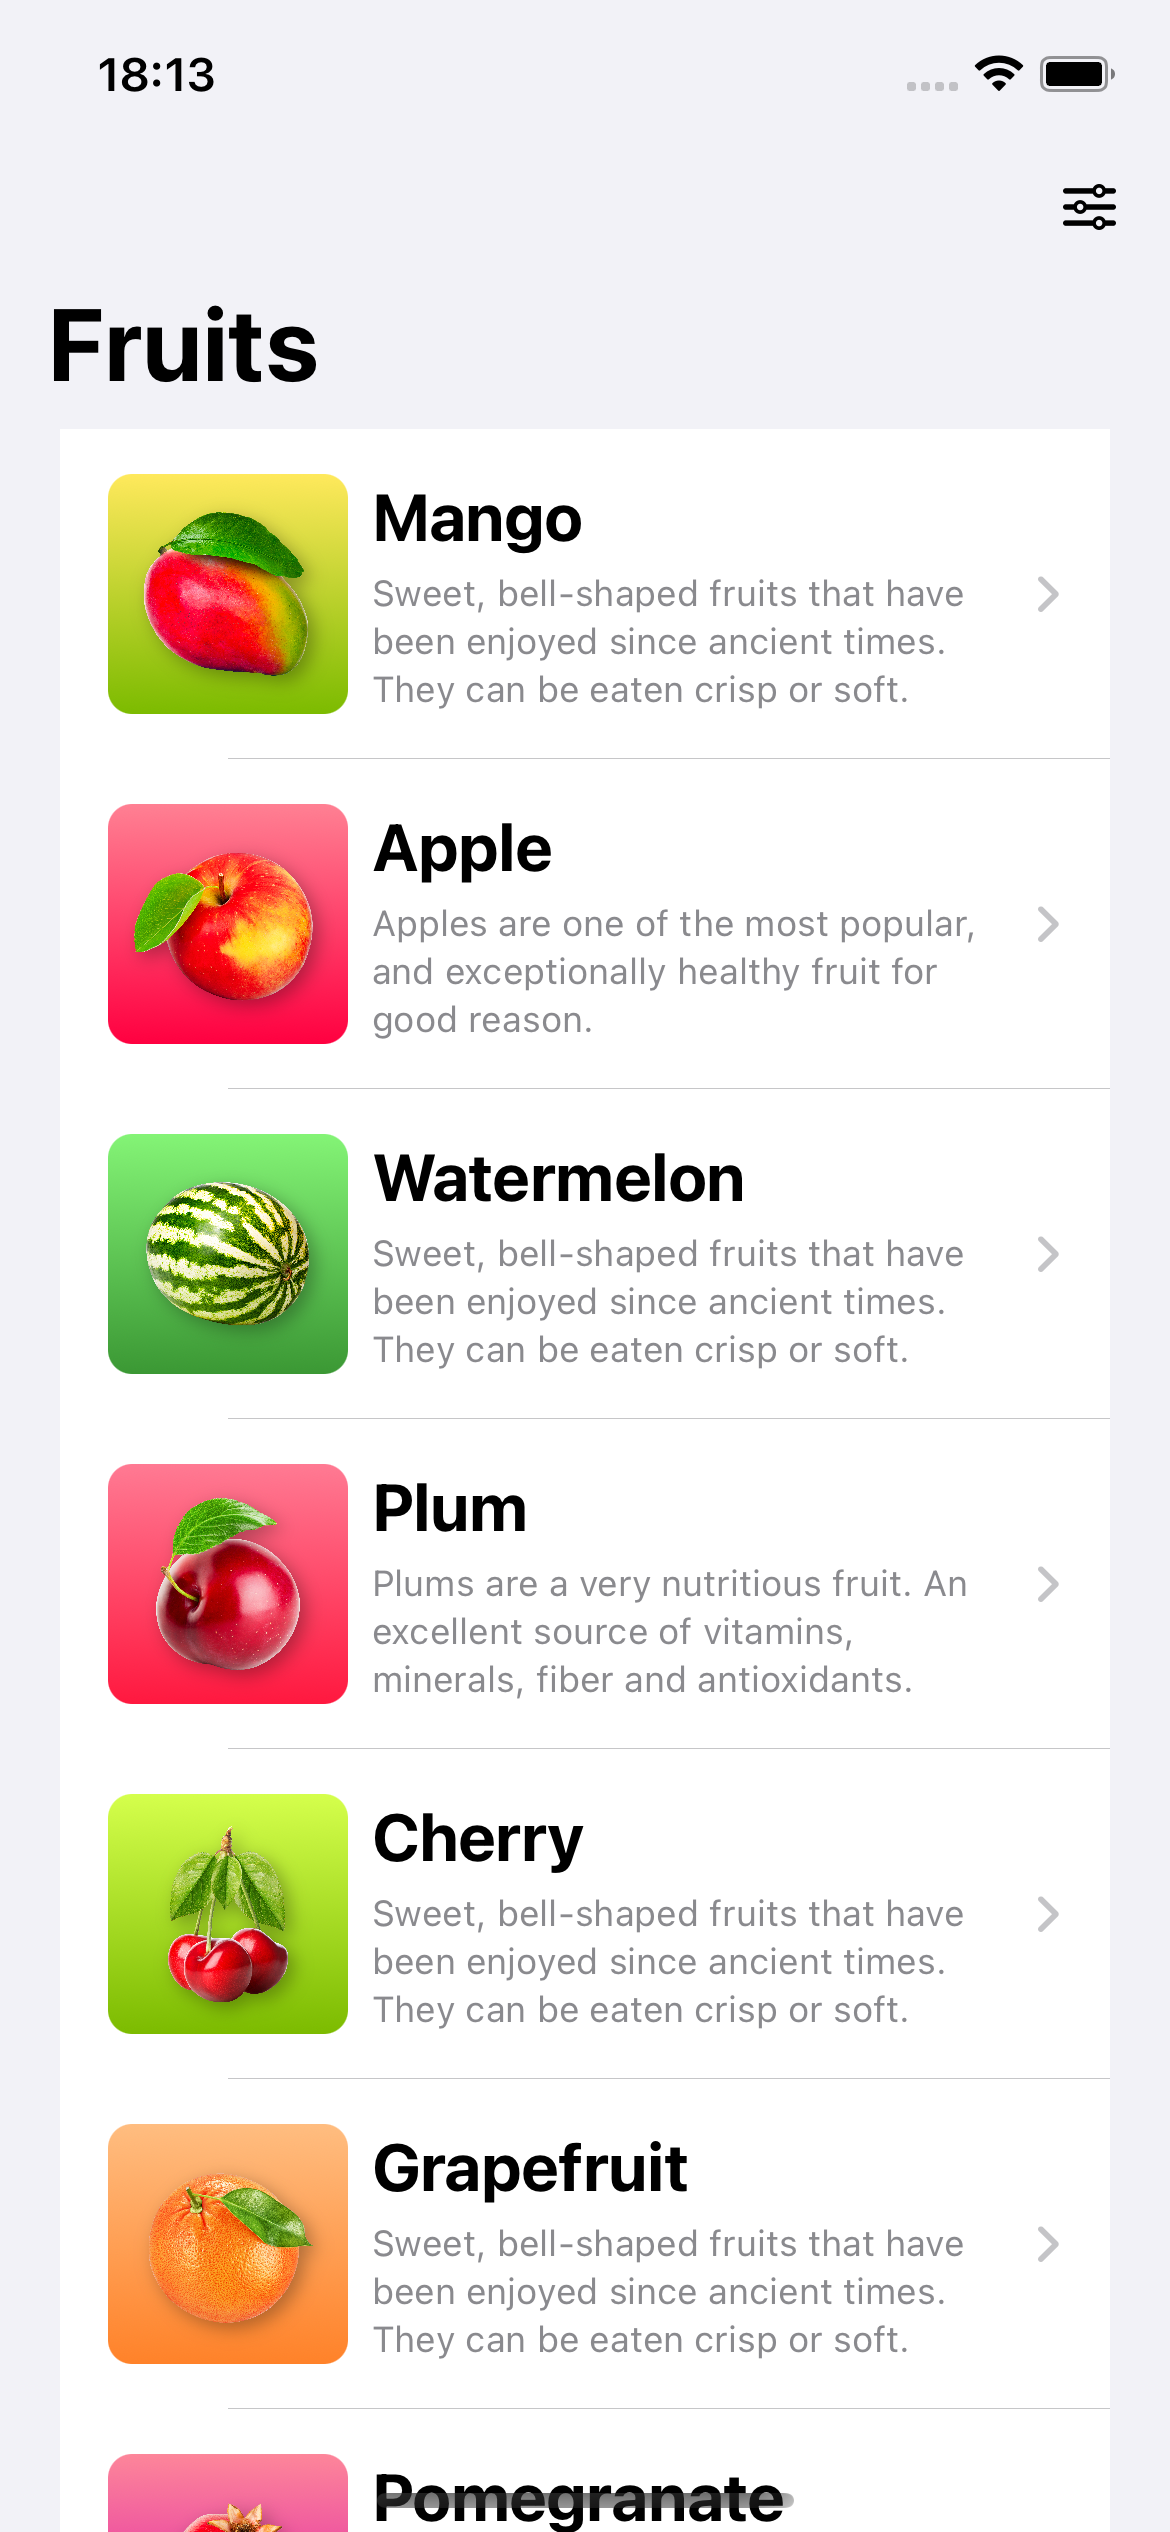 18:13
Fruits
Mango
Sweet, bell-shaped fruits that have
been enjoyed since ancient times.
They can be eaten crisp or soft.
Apple
Apples are one of the most popular,
and exceptionally healthy fruit for
good reason.
Watermelon
Sweet, bell-shaped fruits that have
been enjoyed since ancient times.
They can be eaten crisp or soft.
Plum
Plums are a very nutritious fruit. An
excellent source of vitamins,
minerals, fiber and antioxidants.
Cherry
Sweet, bell-shaped fruits that have
been enjoyed since ancient times.
They can be eaten crisp or soft.
Grapefruit
Sweet, bell-shaped fruits that have
been enjoyed since ancient times.
They can be eaten crisp or soft.
Pomegranate